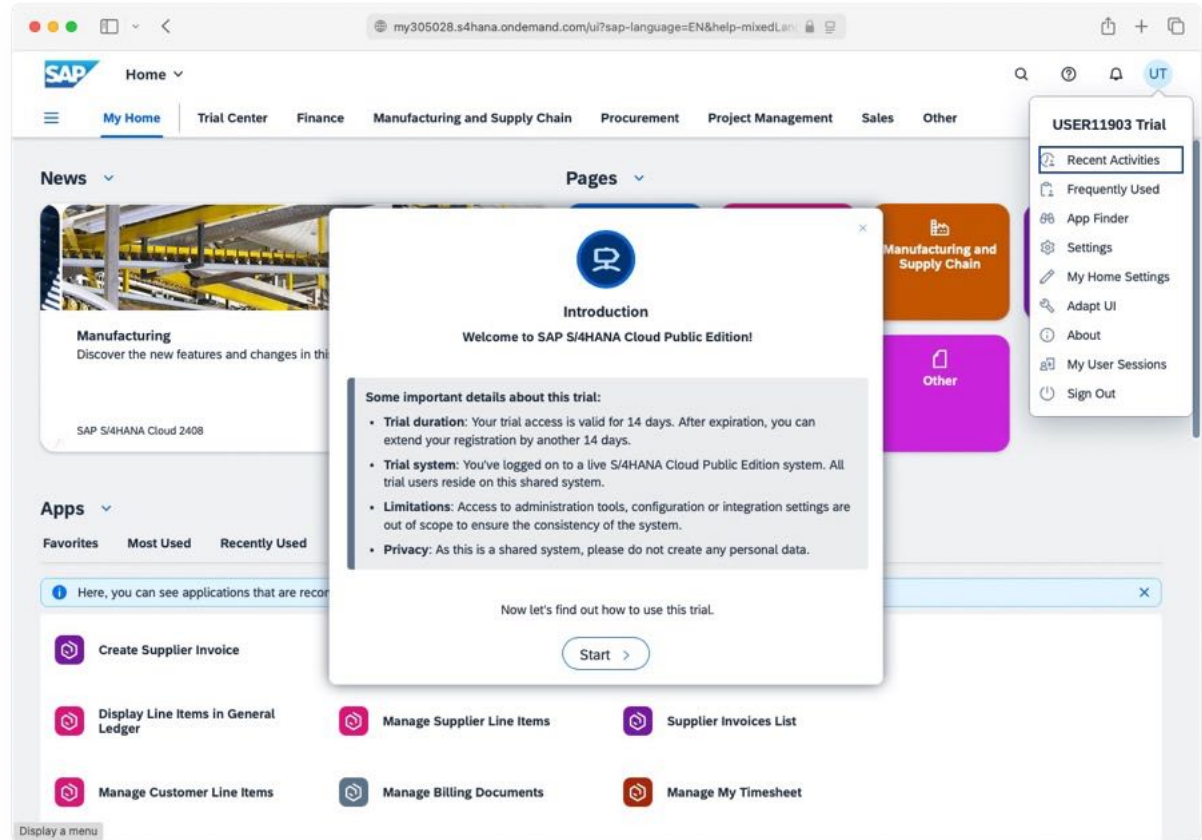 my305028.s4hana.ondemand.com/ui?sap-language=EN&help-mixedLan
SAP
Home
UT
My Home
Trial Center
Finance
Manufacturing and Supply Chain
Procurement
Project Management
Sales
Other
USER11903 Trial
Recent Activities
Frequently Used
App Finder
Settings
My Home Settings
Adapt UI
About
My User Sessions
Sign Out
News
Pages
Manufacturing
Discover the new features and changes in thi
SAP S/4HANA Cloud 2408
Manufacturing and
Supply Chain
Other
Introduction
Welcome to SAP S/4HANA Cloud Public Edition!
Some important details about this trial:
• Trial duration: Your trial access is valid for 14 days. After expiration, you can
extend your registration by another 14 days.
• Trial system: You've logged on to a live S/4HANA Cloud Public Edition system. All
trial users reside on this shared system.
• Limitations: Access to administration tools, configuration or integration settings are
out of scope to ensure the consistency of the system.
• Privacy: As this is a shared system, please do not create any personal data.
Now let's find out how to use this trial.
Start
Apps
Favorites
Most Used
Recently Used
Here, you can see applications that are recor
Create Supplier Invoice
Display Line Items in General
Ledger
Manage Supplier Line Items
Supplier Invoices List
Manage Customer Line Items
Manage Billing Documents
Manage My Timesheet
Display a menu